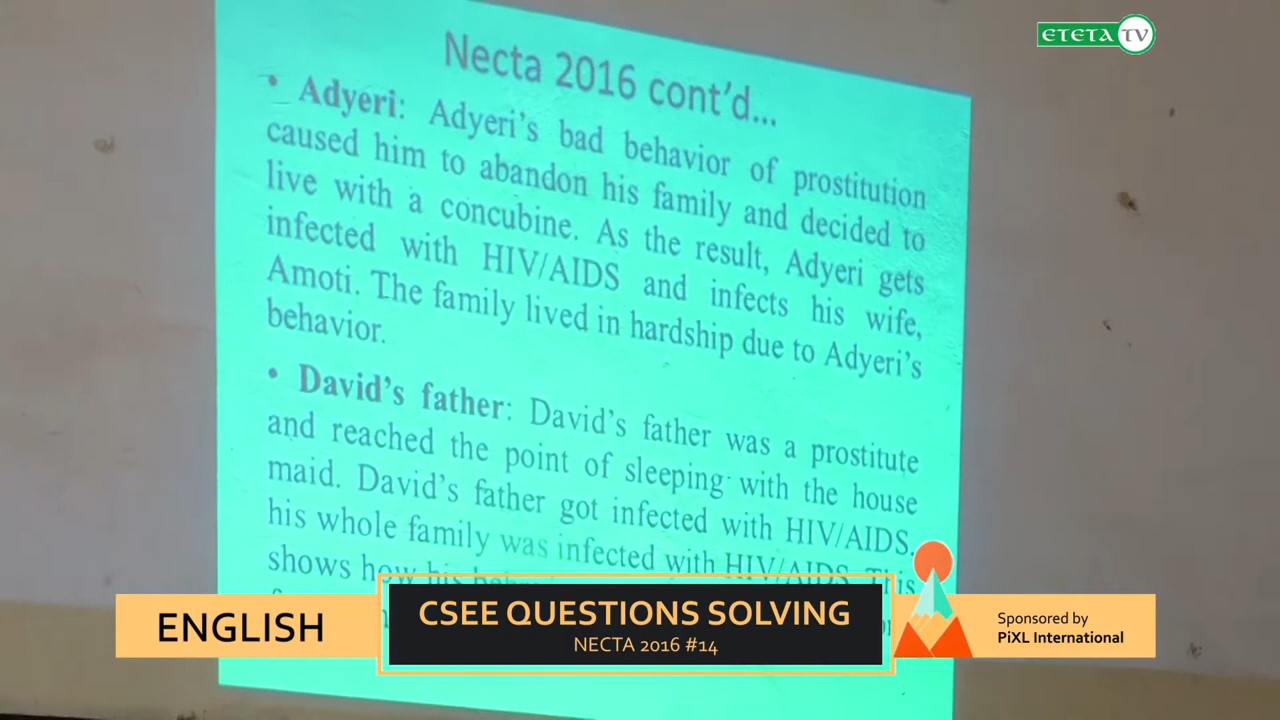 ETETA TV
Necta 2016 cont'd...
• Adyeri: Adyeri's bad behavior of prostitution
caused him to abandon his family and decided to
live with a concubine. As the result, Adyeri gets
infected with HIV/AIDS and infects his wife,
Amoti. The family lived in hardship due to Adyeri's
behavior.
• David's father: David's father was a prostitute
and reached the point of sleeping with the house
maid. David's father got infected with HIV/AIDS,
his whole family was infected with HIV/AIDS. This
shows how his
ENGLISH
CSEE QUESTIONS SOLVING
NECTA 2016 #14
Sponsored by
PiXL International